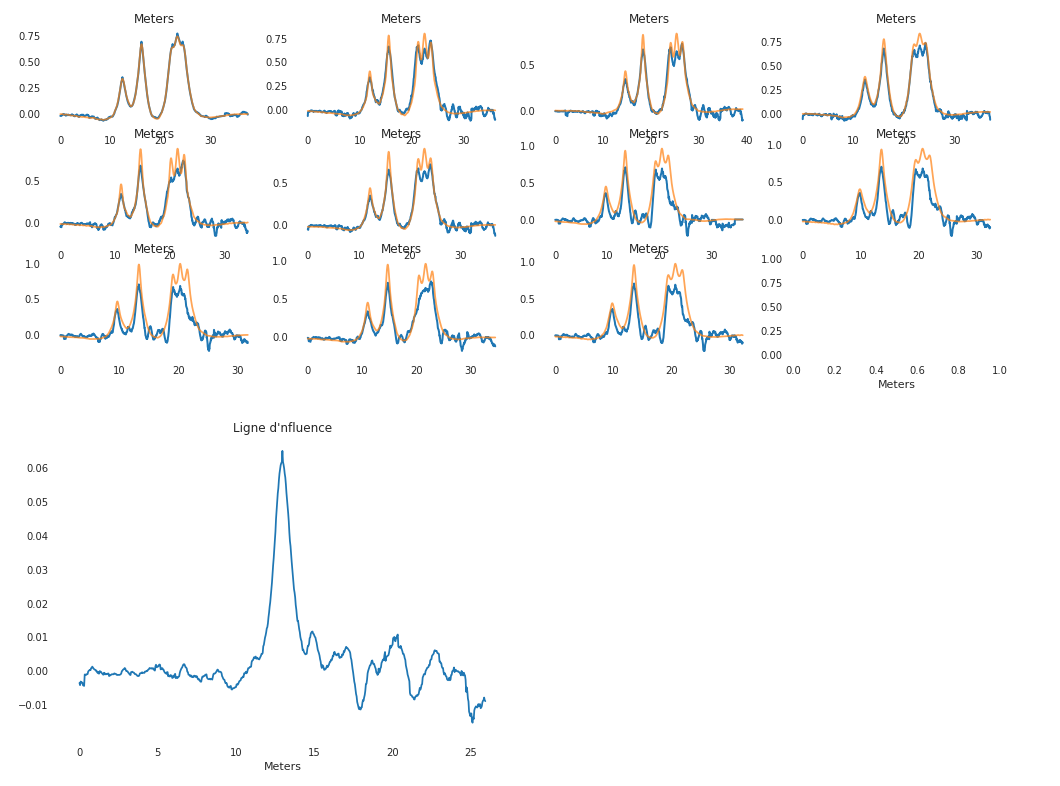 Meters Meters Meters Meters
0.75 0.75 0.5 0.75
0.50 0.50 0.0 0.50
0.25 0.25 0.25
0.00 0.00 0.00
0 10 20 30 0 10 20 30 0 10 20 30 40 0 10 20 30
Meters Meters Meters Meters
0.5 0.5 1.0 1.0
0.0 0.0 0.5 0.5
0.0 0.0
0 10 20 30 0 10 20 30 0 10 20 30 0 10 20 30
Meters Meters Meters
1.0 1.0 1.0 1.00
0.5 0.5 0.5 0.75
0.0 0.0 0.0 0.50
0.25
0.00
0 10 20 30 0 10 20 30 0 10 20 30 0.0 0.2 0.4 0.6 0.8 1.0
Meters
Ligne d'nfluence
0.06
0.05
0.04
0.03
0.02
0.01
0.00
−0.01
0 5 10 15 20 25
Meters